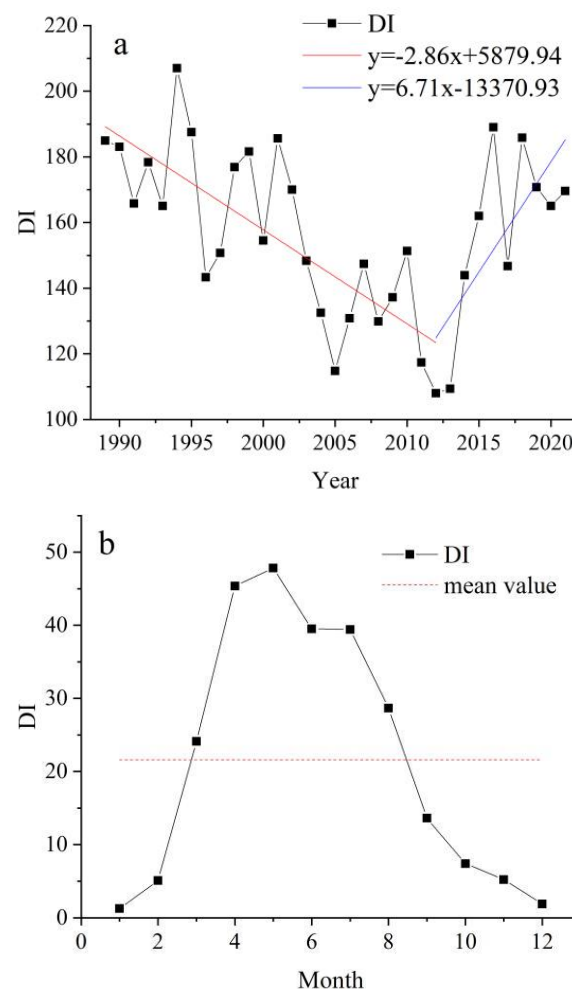 a
DI
y=-2.86x+5879.94
y=6.71x-13370.93
220
200
180
160
140
120
100
DI
1990 1995 2000 2005 2010 2015 2020
Year
b
DI
mean value
50
40
30
20
10
0
DI
0 2 4 6 8 10 12
Month